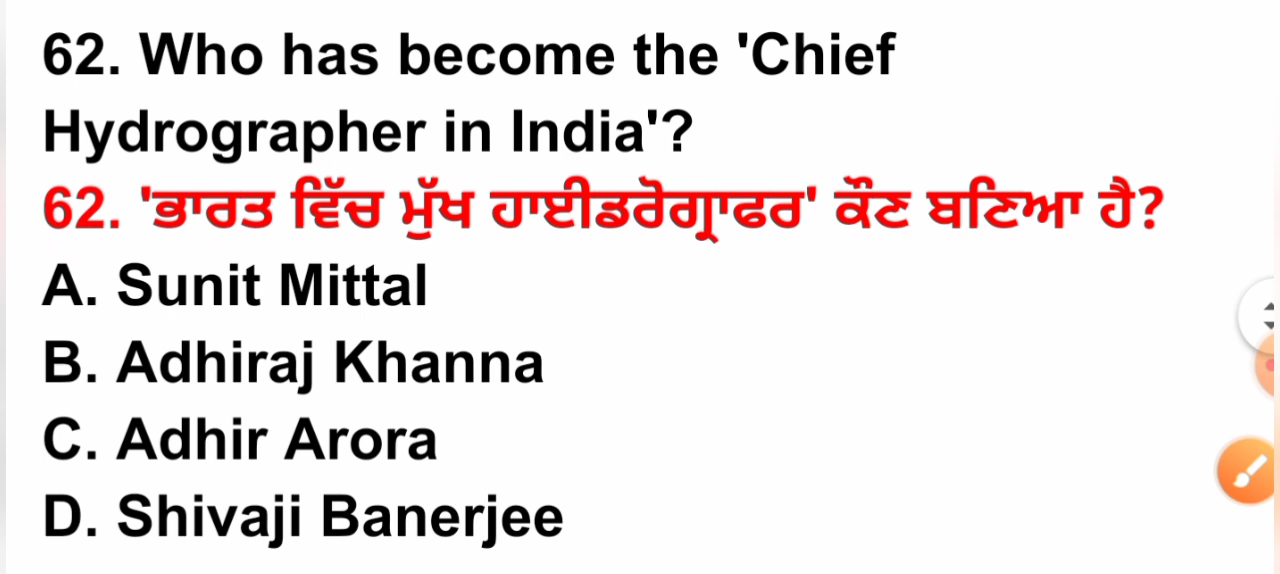 62. Who has become the 'Chief
Hydrographer in India'?
62. 'ਭਾਰਤ ਵਿੱਚ ਮੁੱਖ ਹਾਈਡਰੋਗ੍ਰਾਫਰ' ਕੌਣ ਬਣਿਆ ਹੈ?
A. Sunit Mittal
B. Adhiraj Khanna
C. Adhir Arora
D. Shivaji Banerjee